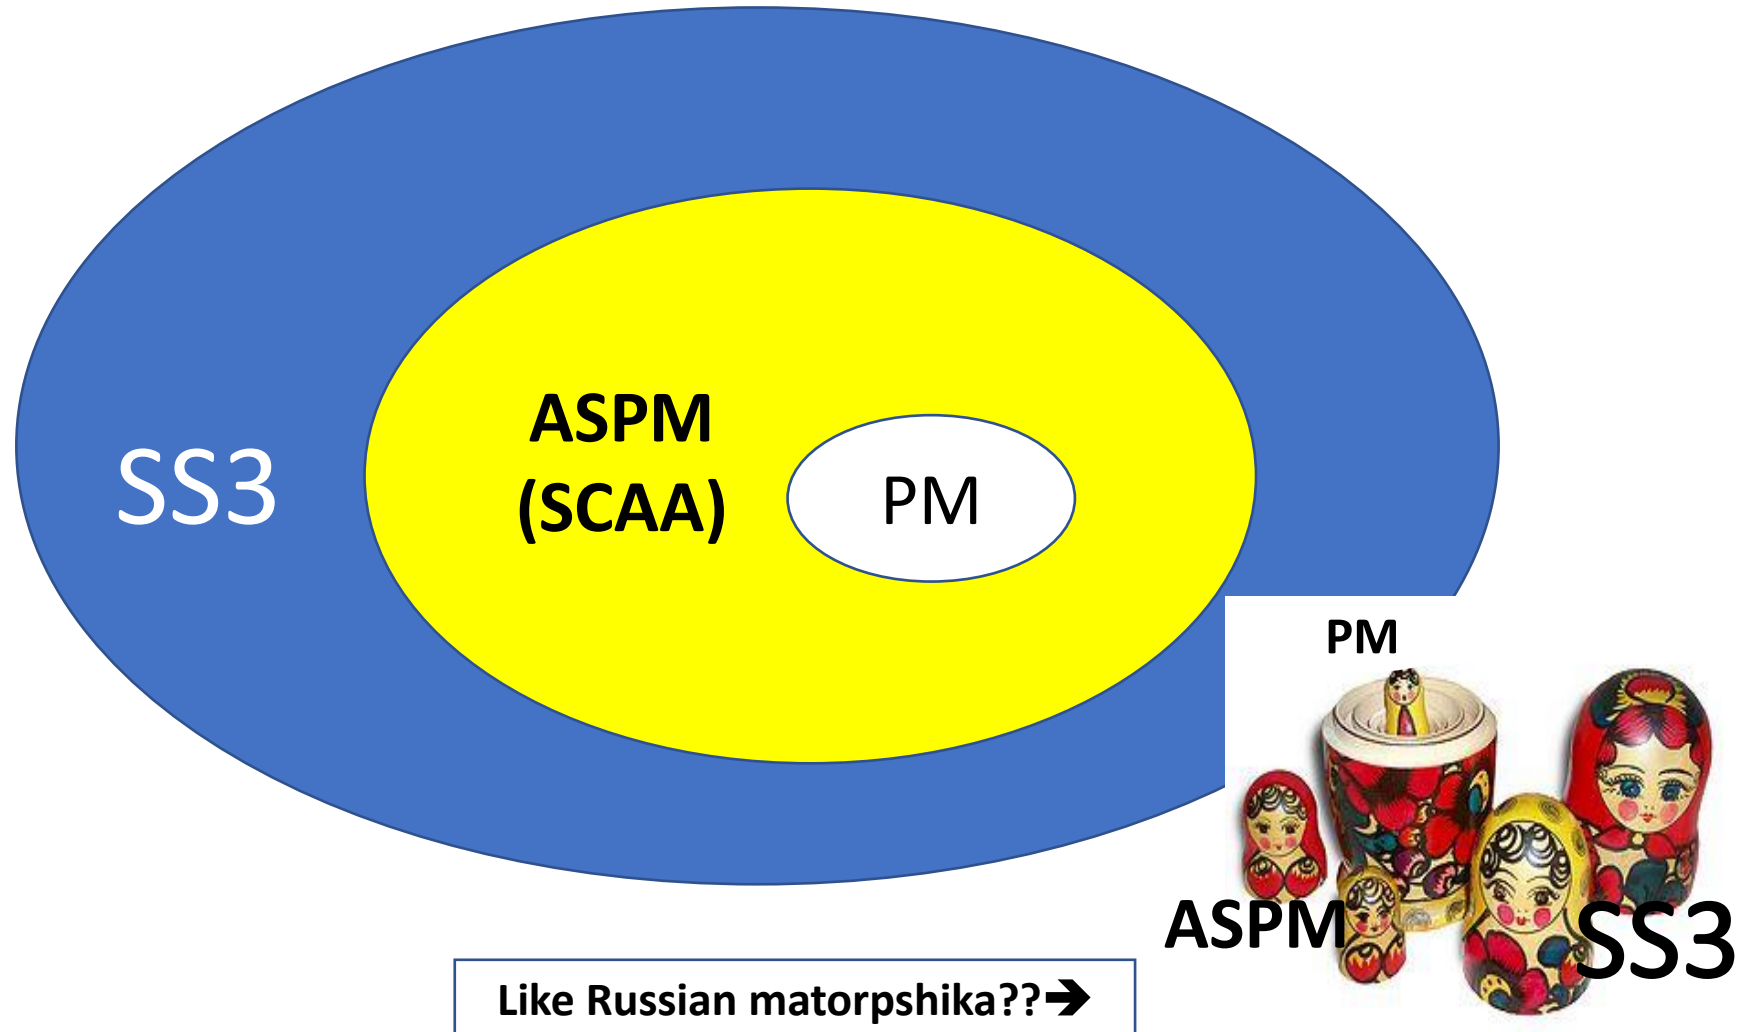 SS3
ASPM
(SCAA)
PM
PM
ASPM
SS3
Like Russian matorpshika??➔